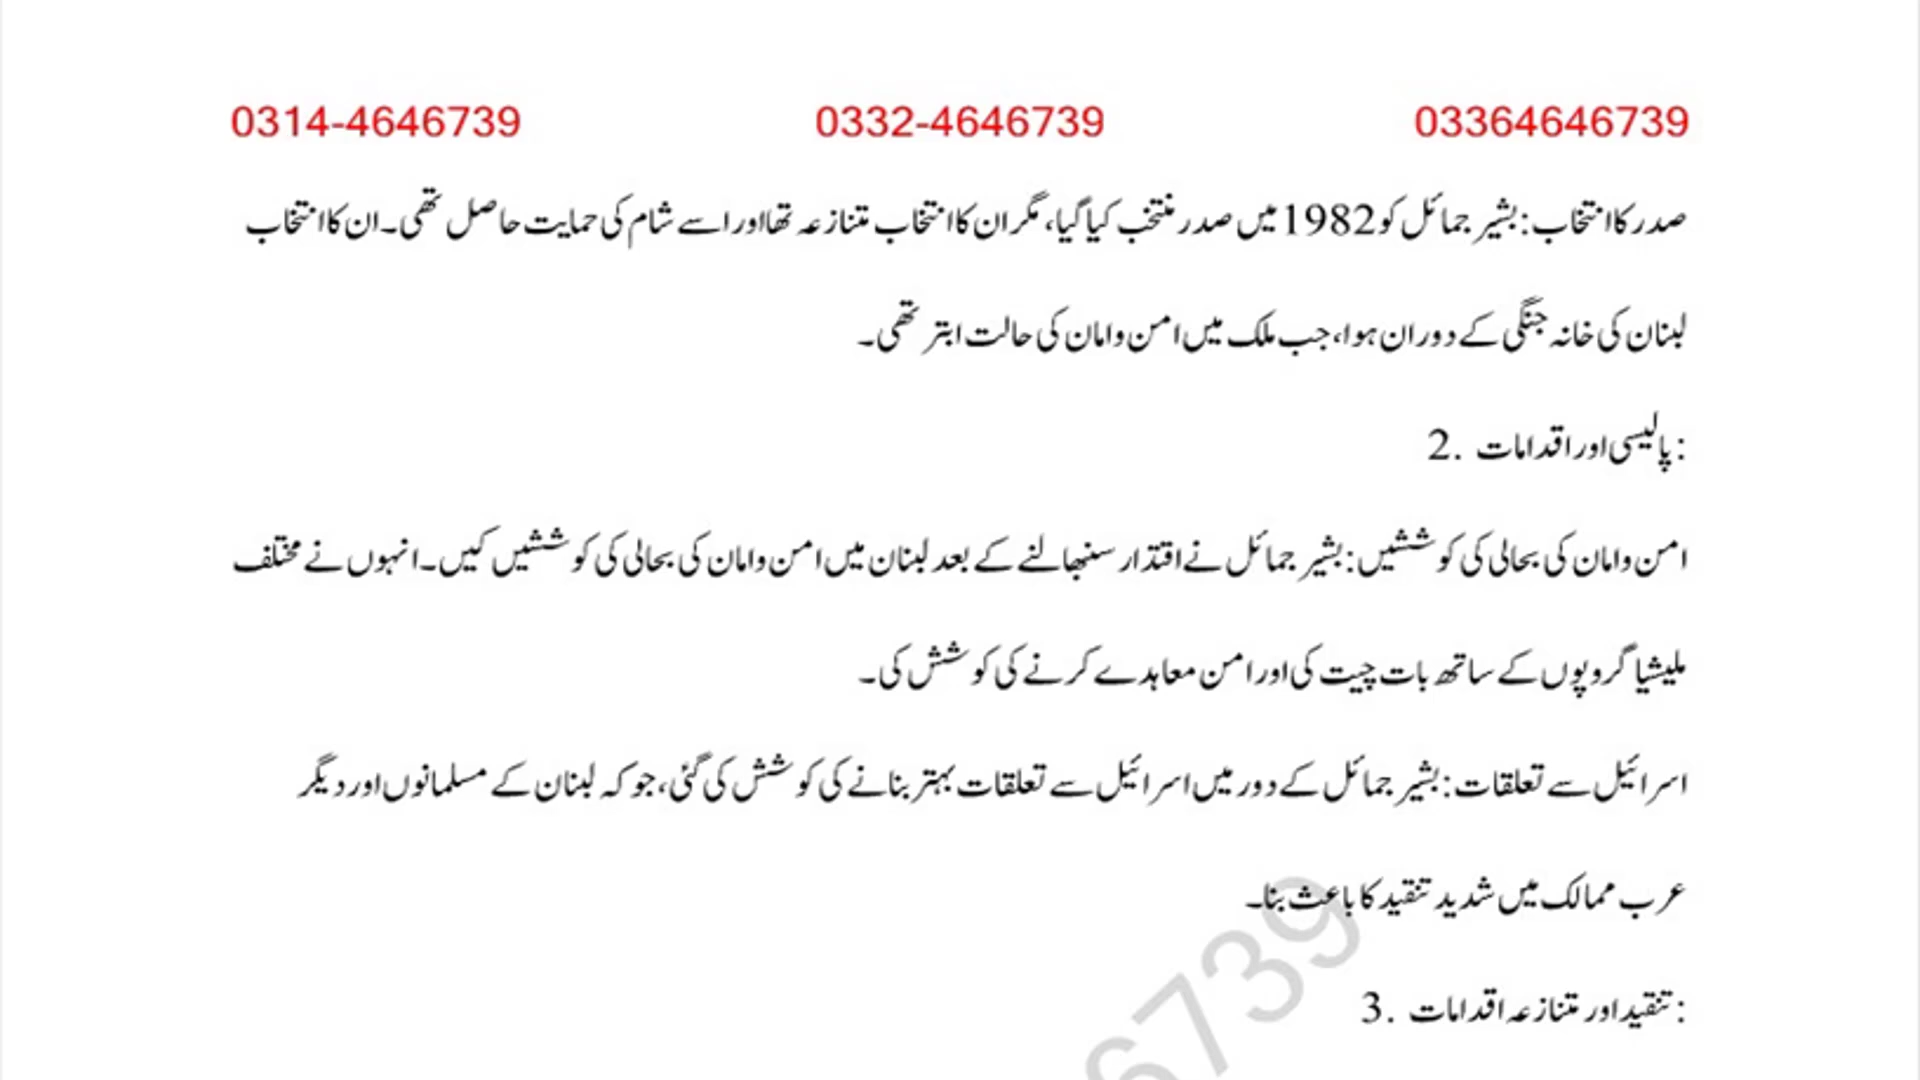 0314-4646739 0332-4646739 03364646739
صدر کا انتخاب: بشیر جمائل کو 1982 میں صدر منتخب کیا گیا، مگر ان کا انتخاب متنازعہ تھا اور اسے شام کی حمایت حاصل تھی۔ ان کا انتخاب
لبنان کی خانہ جنگی کے دوران ہوا، جب ملک میں امن و امان کی حالت ابتر تھی۔
: پالیسی اور اقدامات .2
امن و امان کی بحالی کی کوششیں: بشیر جمائل نے اقتدار سنبھالنے کے بعد لبنان میں امن و امان کی بحالی کی کوششیں کیں۔ انہوں نے مختلف
ملیشیا گروپوں کے ساتھ بات چیت کی اور امن معاہدے کرنے کی کوشش کی۔
اسرائیل سے تعلقات: بشیر جمائل کے دور میں اسرائیل سے تعلقات بہتر بنانے کی کوشش کی گئی، جو کہ لبنان کے مسلمانوں اور دیگر
عرب ممالک میں شدید تنقید کا باعث بنا۔
: تنقید اور متنازعہ اقدامات .3
6739